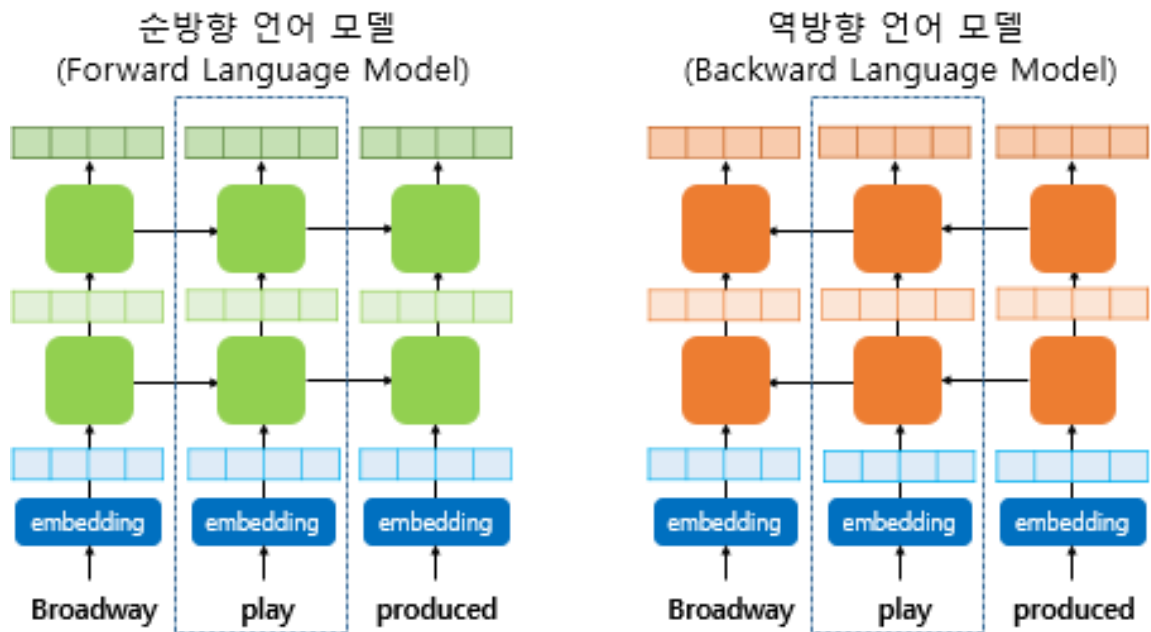 순방향 언어 모델
(Forward Language Model)
역방향 언어 모델
(Backward Language Model)
embedding
embedding
embedding
embedding
embedding
embedding
Broadway
play
produced
Broadway
play
produced